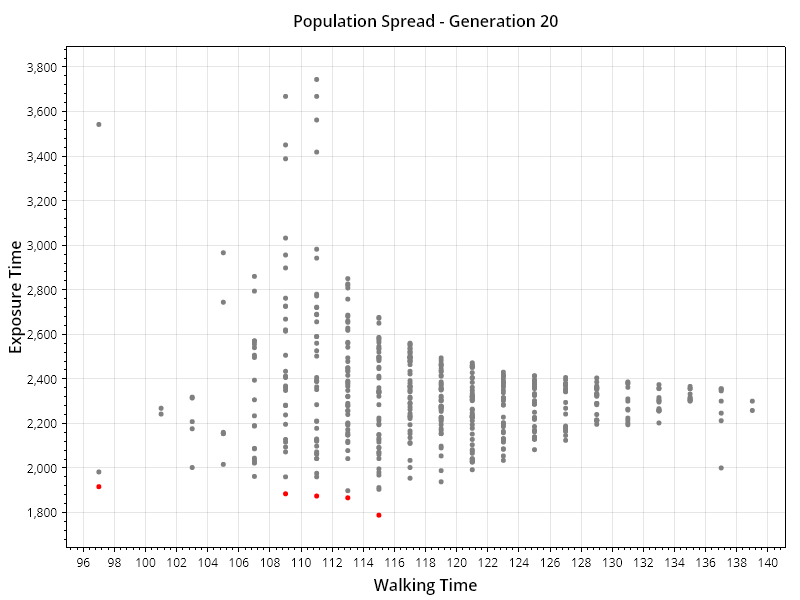 Population Spread - Generation 20
3,800
3,600
3,400
3,200
3,000
2,800
2,600
2,400
2,200
2,000
1,800
Exposure Time
96 98 100 102 104 106 108 110 112 114 116 118 120 122 124 126 128 130 132 134 136 138 140
Walking Time